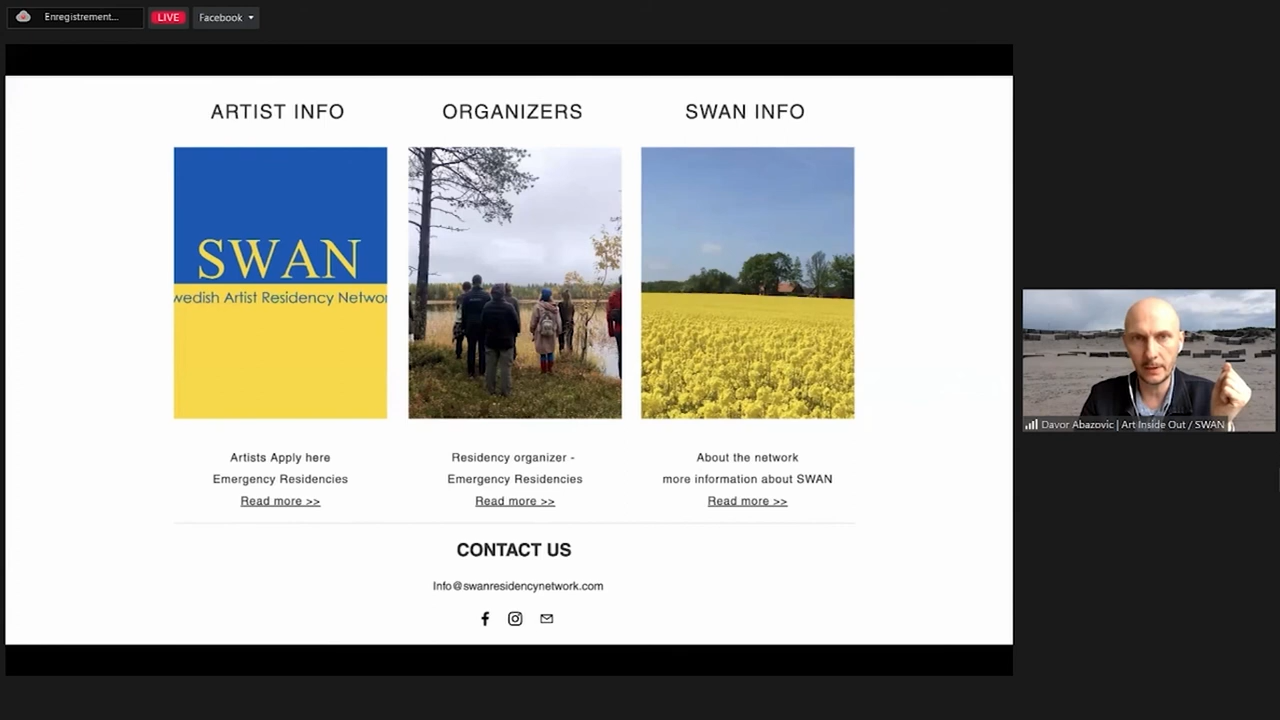 Enregistrement...
LIVE
Facebook
ARTIST INFO
ORGANIZERS
SWAN INFO
SWAN
wedish Artist Residency Networ
Artists Apply here
Emergency Residencies
Read more >>
Residency organizer -
Emergency Residencies
Read more >>
About the network
more information about SWAN
Read more >>
CONTACT US
Info@swanresidencynetwork.com
Davor Abazovic | Art Inside Out / SWAN